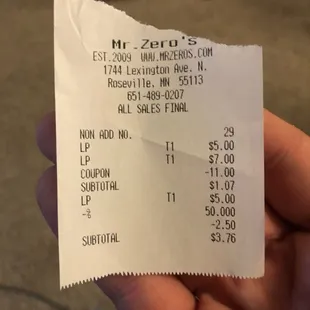 Mr.Zero's
EST.2009 WWW.MRZEROS.COM
1744 Lexington Ave. N.
Roseville, MN 55113
651-489-0207
ALL SALES FINAL
NON ADD NO. 29
LP T1 $5.00
LP T1 $7.00
COUPON -11.00
SUBTOTAL $1.07
LP T1 $5.00
-% 50.000
-2.50
SUBTOTAL $3.76